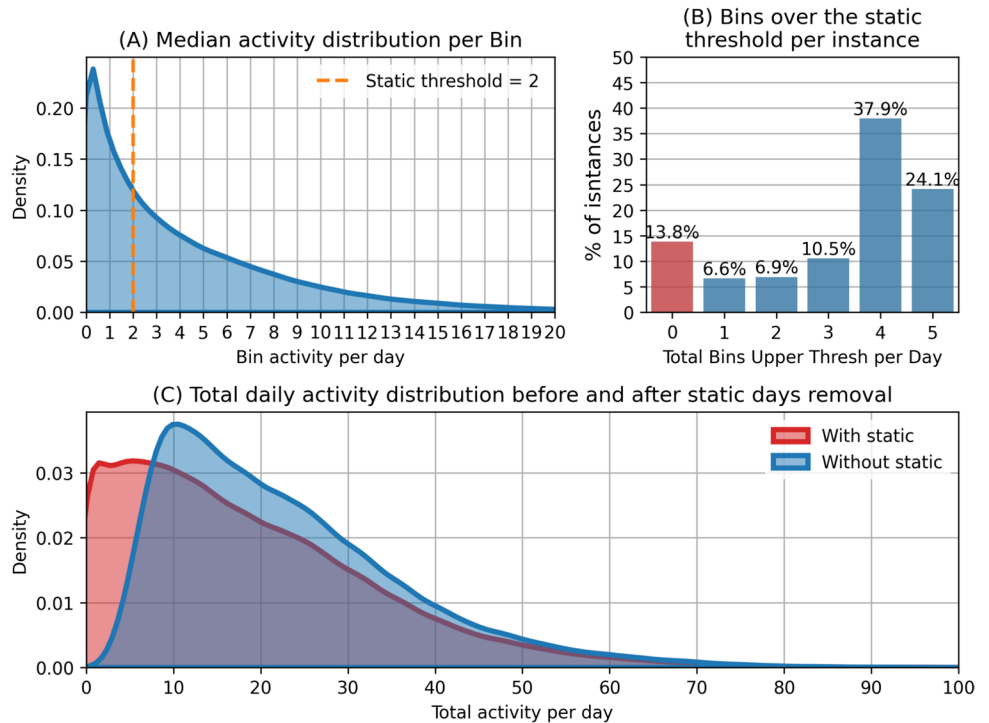 (A) Median activity distribution per Bin
Static threshold = 2
Density
0.20
0.15
0.10
0.05
0.00
0 1 2 3 4 5 6 7 8 9 10 11 12 13 14 15 16 17 18 19 20
Bin activity per day
(B) Bins over the static
threshold per instance
% of isntances
50
45
40
35
30
25
20
15
10
5
0
13.8%
6.6%
6.9%
10.5%
37.9%
24.1%
0 1 2 3 4 5
Total Bins Upper Thresh per Day
(C) Total daily activity distribution before and after static days removal
With static
Without static
Density
0.03
0.02
0.01
0.00
0 10 20 30 40 50 60 70 80 90 100
Total activity per day